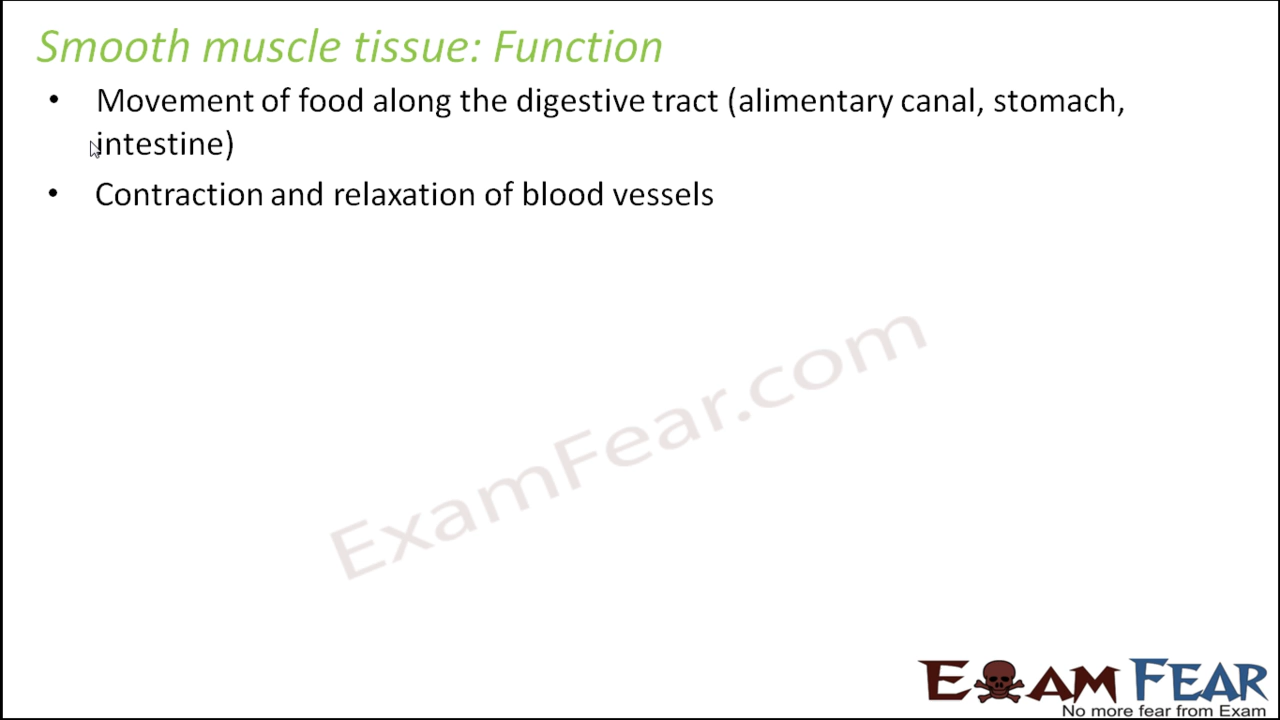 Smooth muscle tissue: Function
• Movement of food along the digestive tract (alimentary canal, stomach,
intestine)
• Contraction and relaxation of blood vessels
ExamFear.com
EXAM FEAR
No more fear from Exam